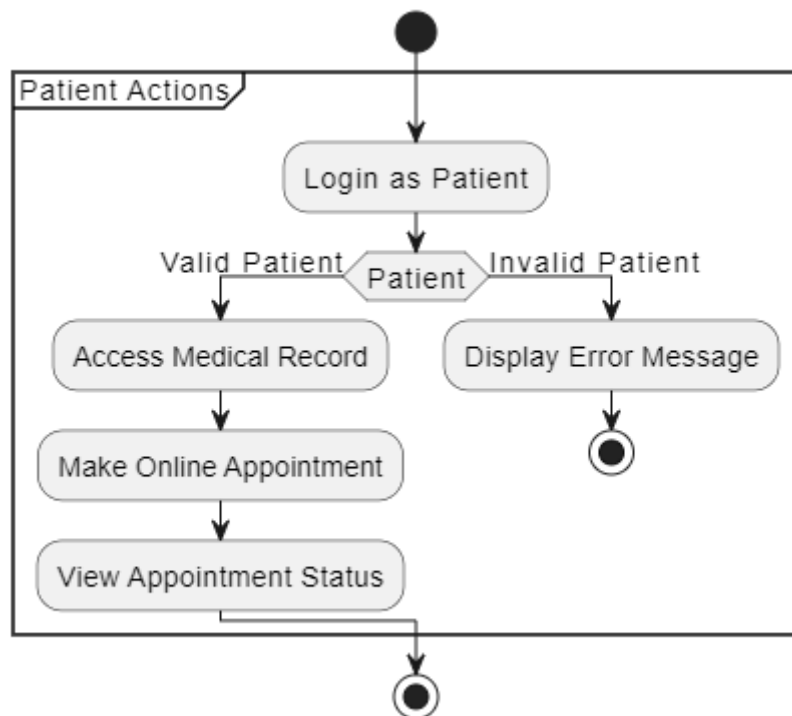 Patient Actions
Login as Patient
Valid Patient
Patient
Invalid Patient
Access Medical Record
Display Error Message
Make Online Appointment
View Appointment Status